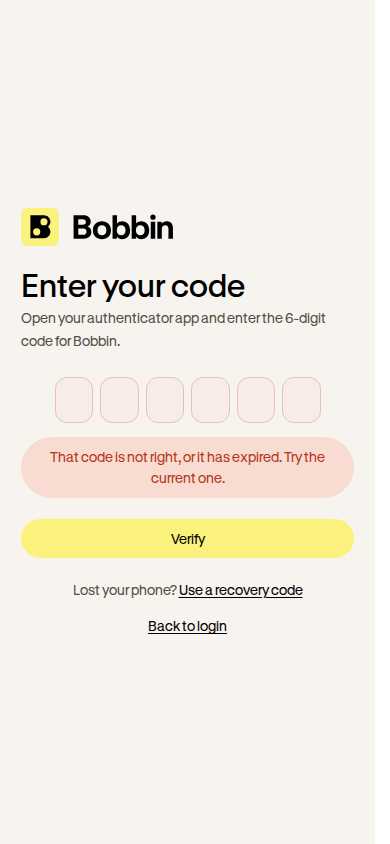 Bobbin
Enter your code
Open your authenticator app and enter the 6-digit
code for Bobbin.
That code is not right, or it has expired. Try the
current one.
Verify
Lost your phone? Use a recovery code
Back to login